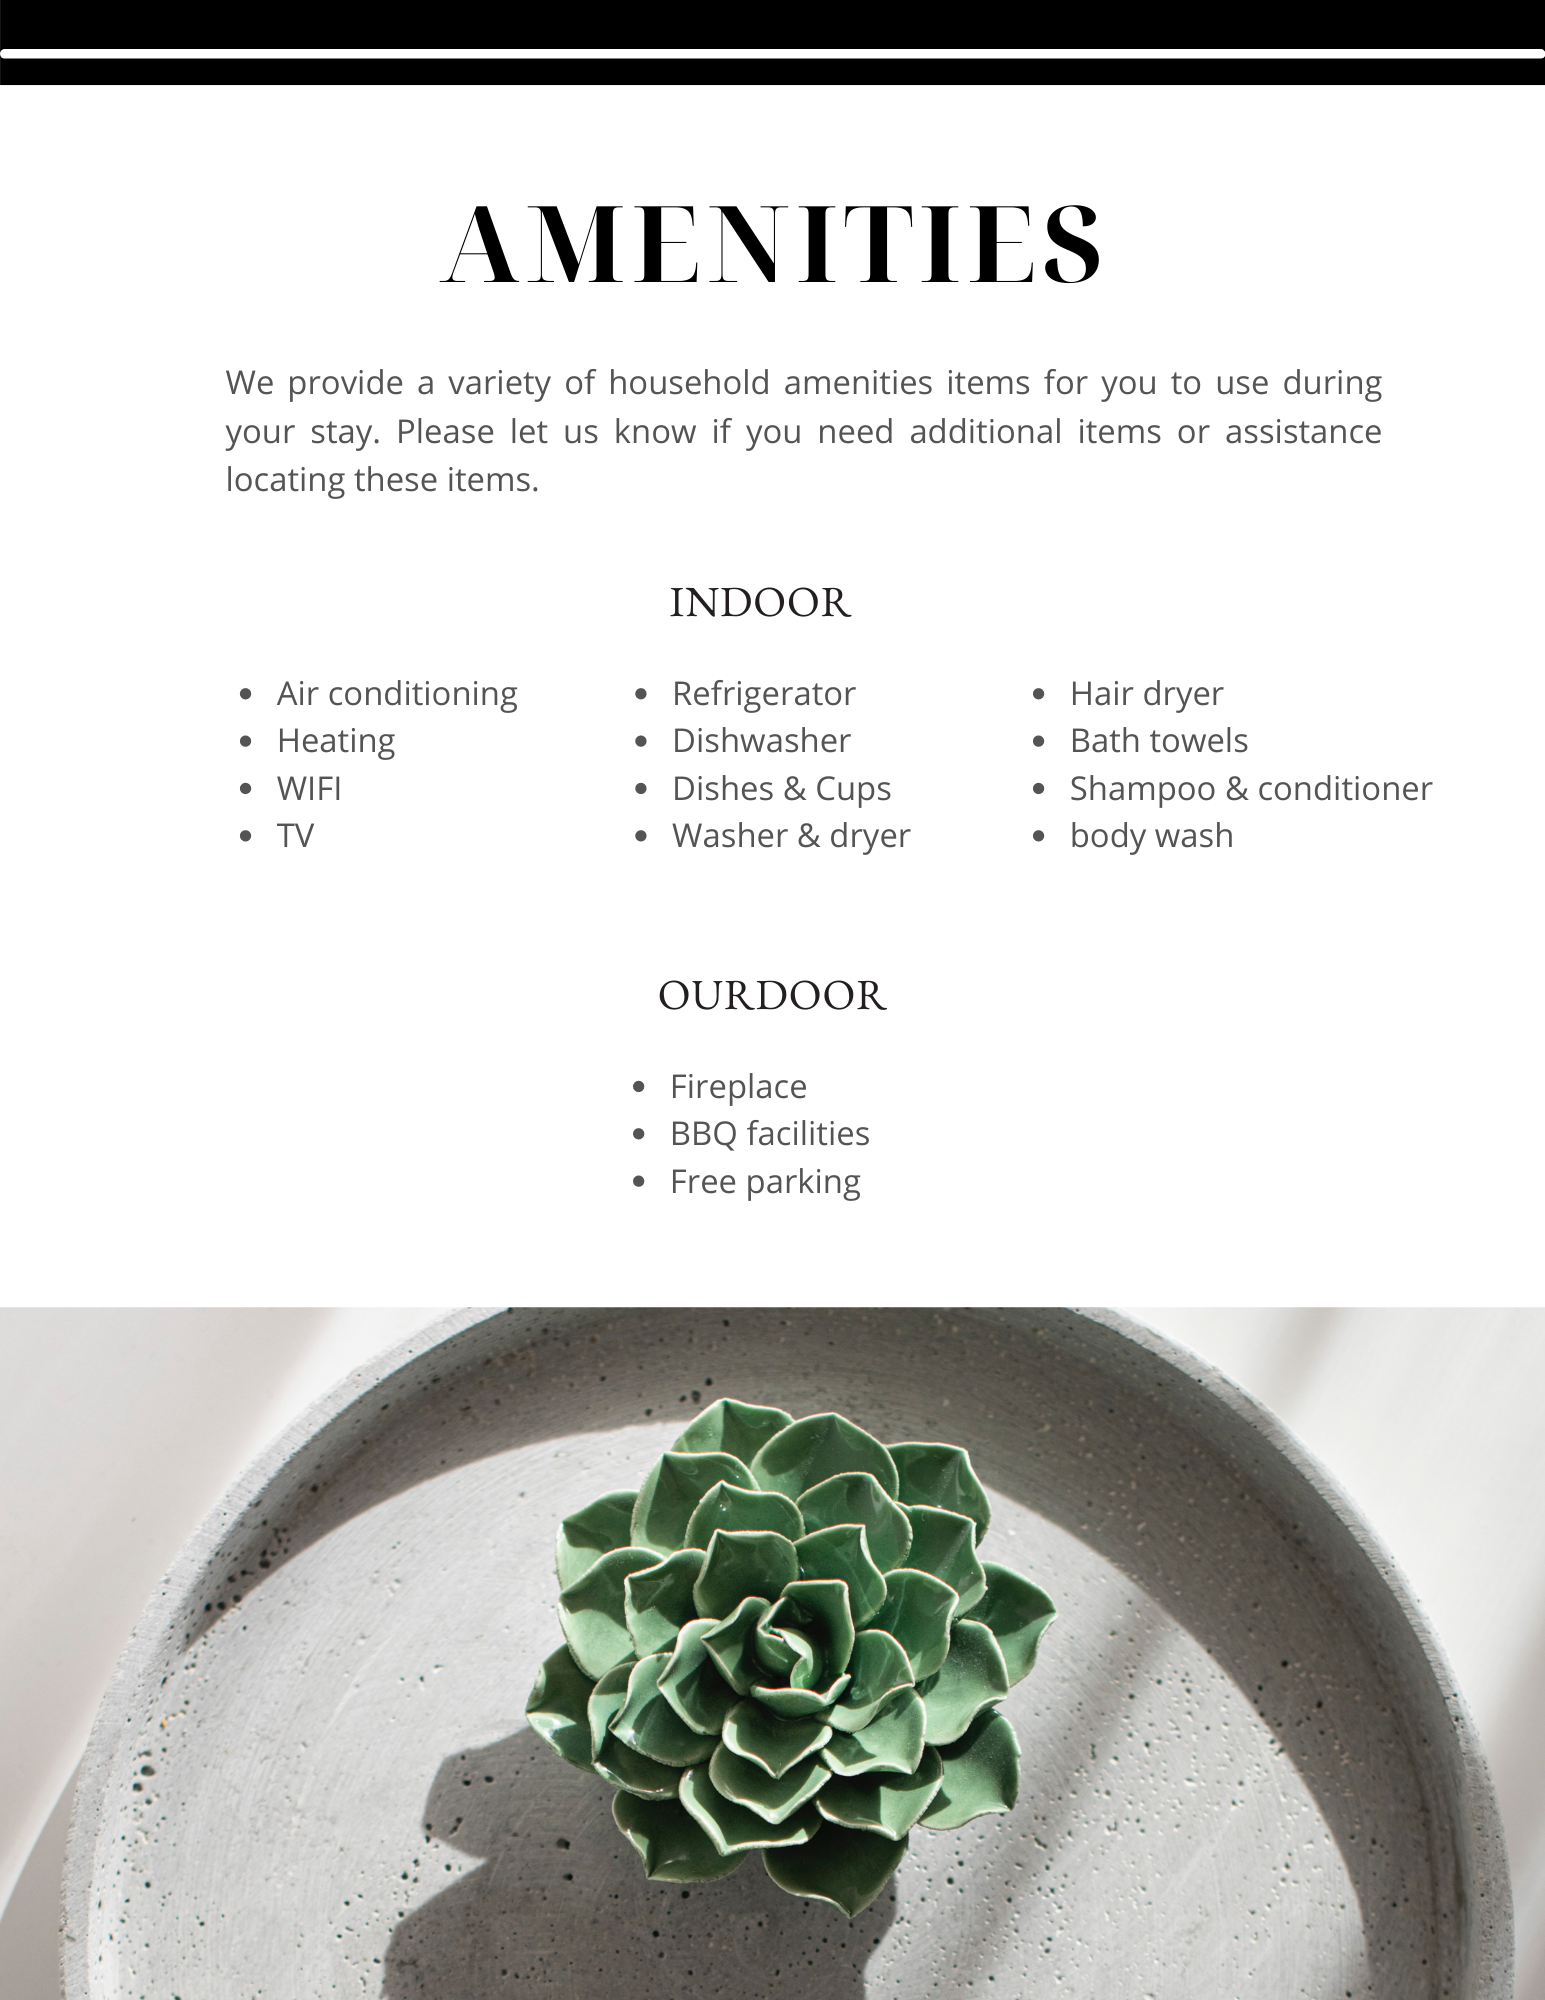 AMENITIES
We provide a variety of household amenities items for you to use during
your stay. Please let us know if you need additional items or assistance
locating these items.
INDOOR
Air conditioning
Heating
WIFI
TV
Refrigerator
Dishwasher
Dishes & Cups
Washer & dryer
Hair dryer
Bath towels
Shampoo & conditioner
body wash
OURDOOR
Fireplace
BBQ facilities
Free parking